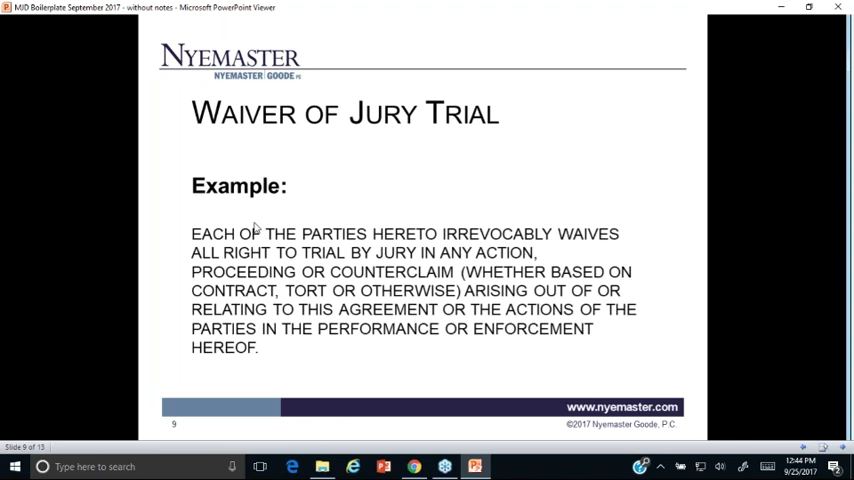 MJD Boilerplate September 2017 - without notes - Microsoft PowerPoint Viewer
NYEMASTER
NYEMASTER | GOODE PC
WAIVER OF JURY TRIAL
Example:
EACH OF THE PARTIES HERETO IRREVOCABLY WAIVES
ALL RIGHT TO TRIAL BY JURY IN ANY ACTION,
PROCEEDING OR COUNTERCLAIM (WHETHER BASED ON
CONTRACT, TORT OR OTHERWISE) ARISING OUT OF OR
RELATING TO THIS AGREEMENT OR THE ACTIONS OF THE
PARTIES IN THE PERFORMANCE OR ENFORCEMENT
HEREOF.
www.nyemaster.com
9
©2017 Nyemaster Goode, P.C.
Slide 9 of 13
Type here to search
12:44 PM
9/25/2017
2